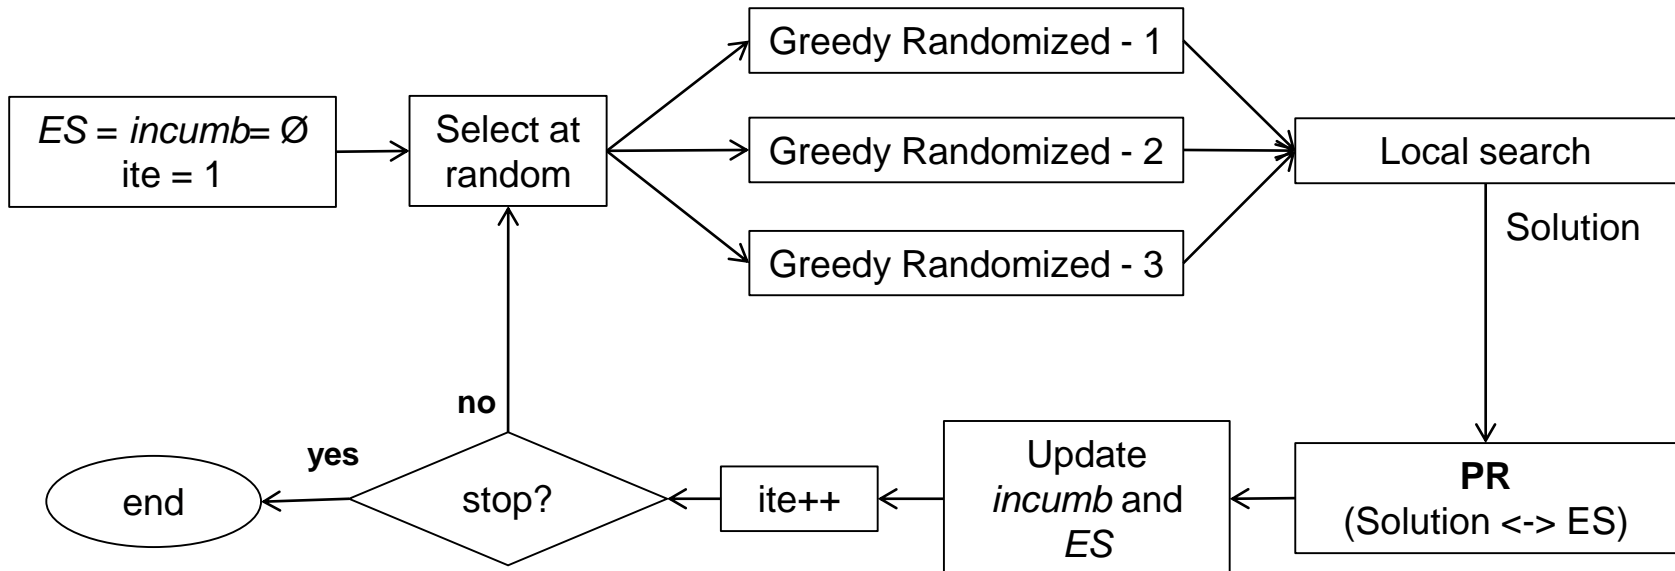 ES = incumb= Ø
ite = 1
Select at
random
Greedy Randomized - 1
Greedy Randomized - 2
Greedy Randomized - 3
Local search
Solution
PR
(Solution <-> ES)
Update
incumb and
ES
ite++
stop?
no
yes
end